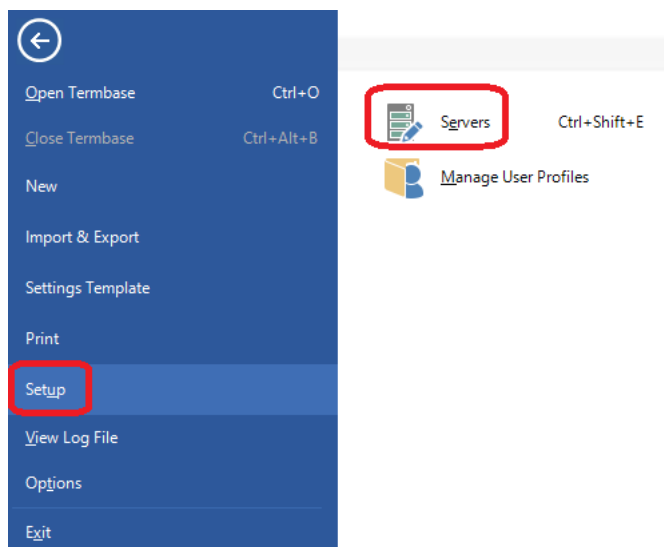 Open Termbase Ctrl+O
Close Termbase Ctrl+Alt+B
New
Import & Export
Settings Template
Print
Setup
View Log File
Options
Exit
Servers Ctrl+Shift+E
Manage User Profiles